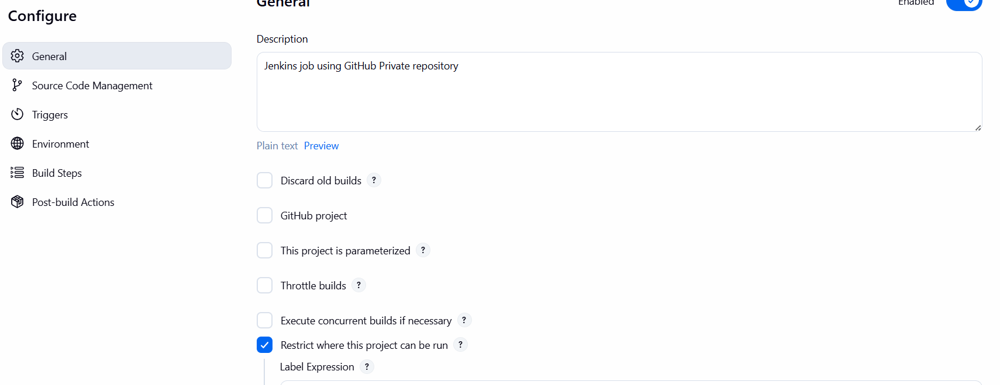 Configure
General
Source Code Management
Triggers
Environment
Build Steps
Post-build Actions
General
Enabled
Description
Jenkins job using GitHub Private repository
Plain text Preview
Discard old builds ?
GitHub project
This project is parameterized ?
Throttle builds ?
Execute concurrent builds if necessary ?
Restrict where this project can be run ?
Label Expression ?